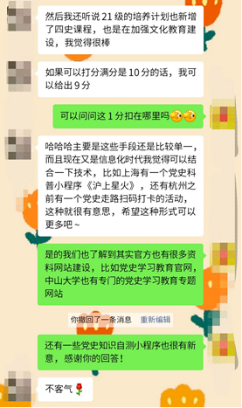 然后我还听说21级的培养计划也新
增了四史课程，也是在加强文化教育
建设，我觉得很棒
如果可以打分满分是10分的话，我可
以给出9分
可以问问这1分扣在哪里吗
哈哈哈主要是这些手段还是比较单一，
而且现在又是信息化时代我觉得可以结
合一下技术，比如上海有一个党史科
普小程序《沪上星火》，还有杭州之
前有一个党史走路扫码打卡的活动，
这种就很有意思，希望这种形式可以
更多吧～
是的我们也了解到其实官方也有很多资
料网站建设，比如党史学习教育官网，
中山大学也有专门的党史学习教育专题
网站
你撤回了一条消息 重新编辑
还有一些党史知识自测小程序也很有新
意，感谢你的回答！
不客气